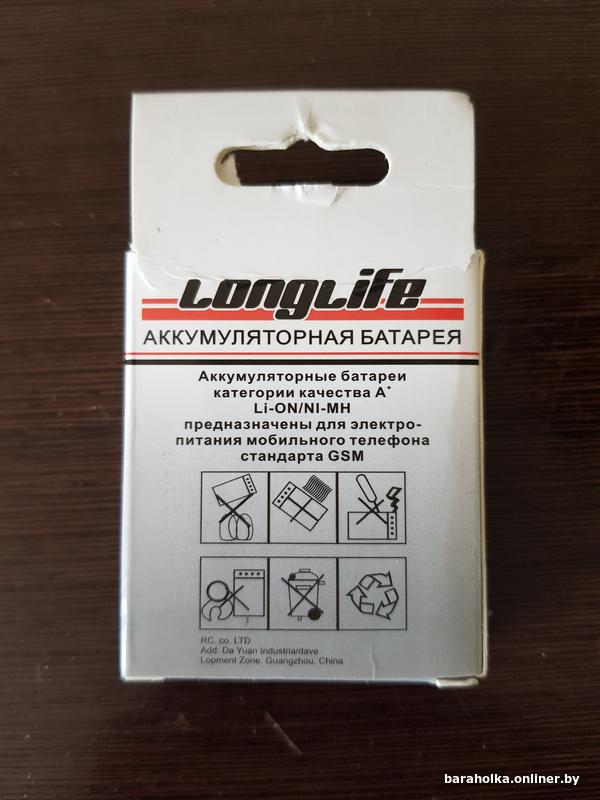 LONGLIFE
АККУМУЛЯТОРНАЯ БАТАРЕЯ
Аккумуляторные батареи
категории качества А+
Li-ON/NI-MH
предназначены для электро-
питания мобильного телефона
стандарта GSM
RC. co. LTD
Add: Da Yuan Industria/dave
Lopment Zone. Guangzhou. China
baraholka.onliner.by